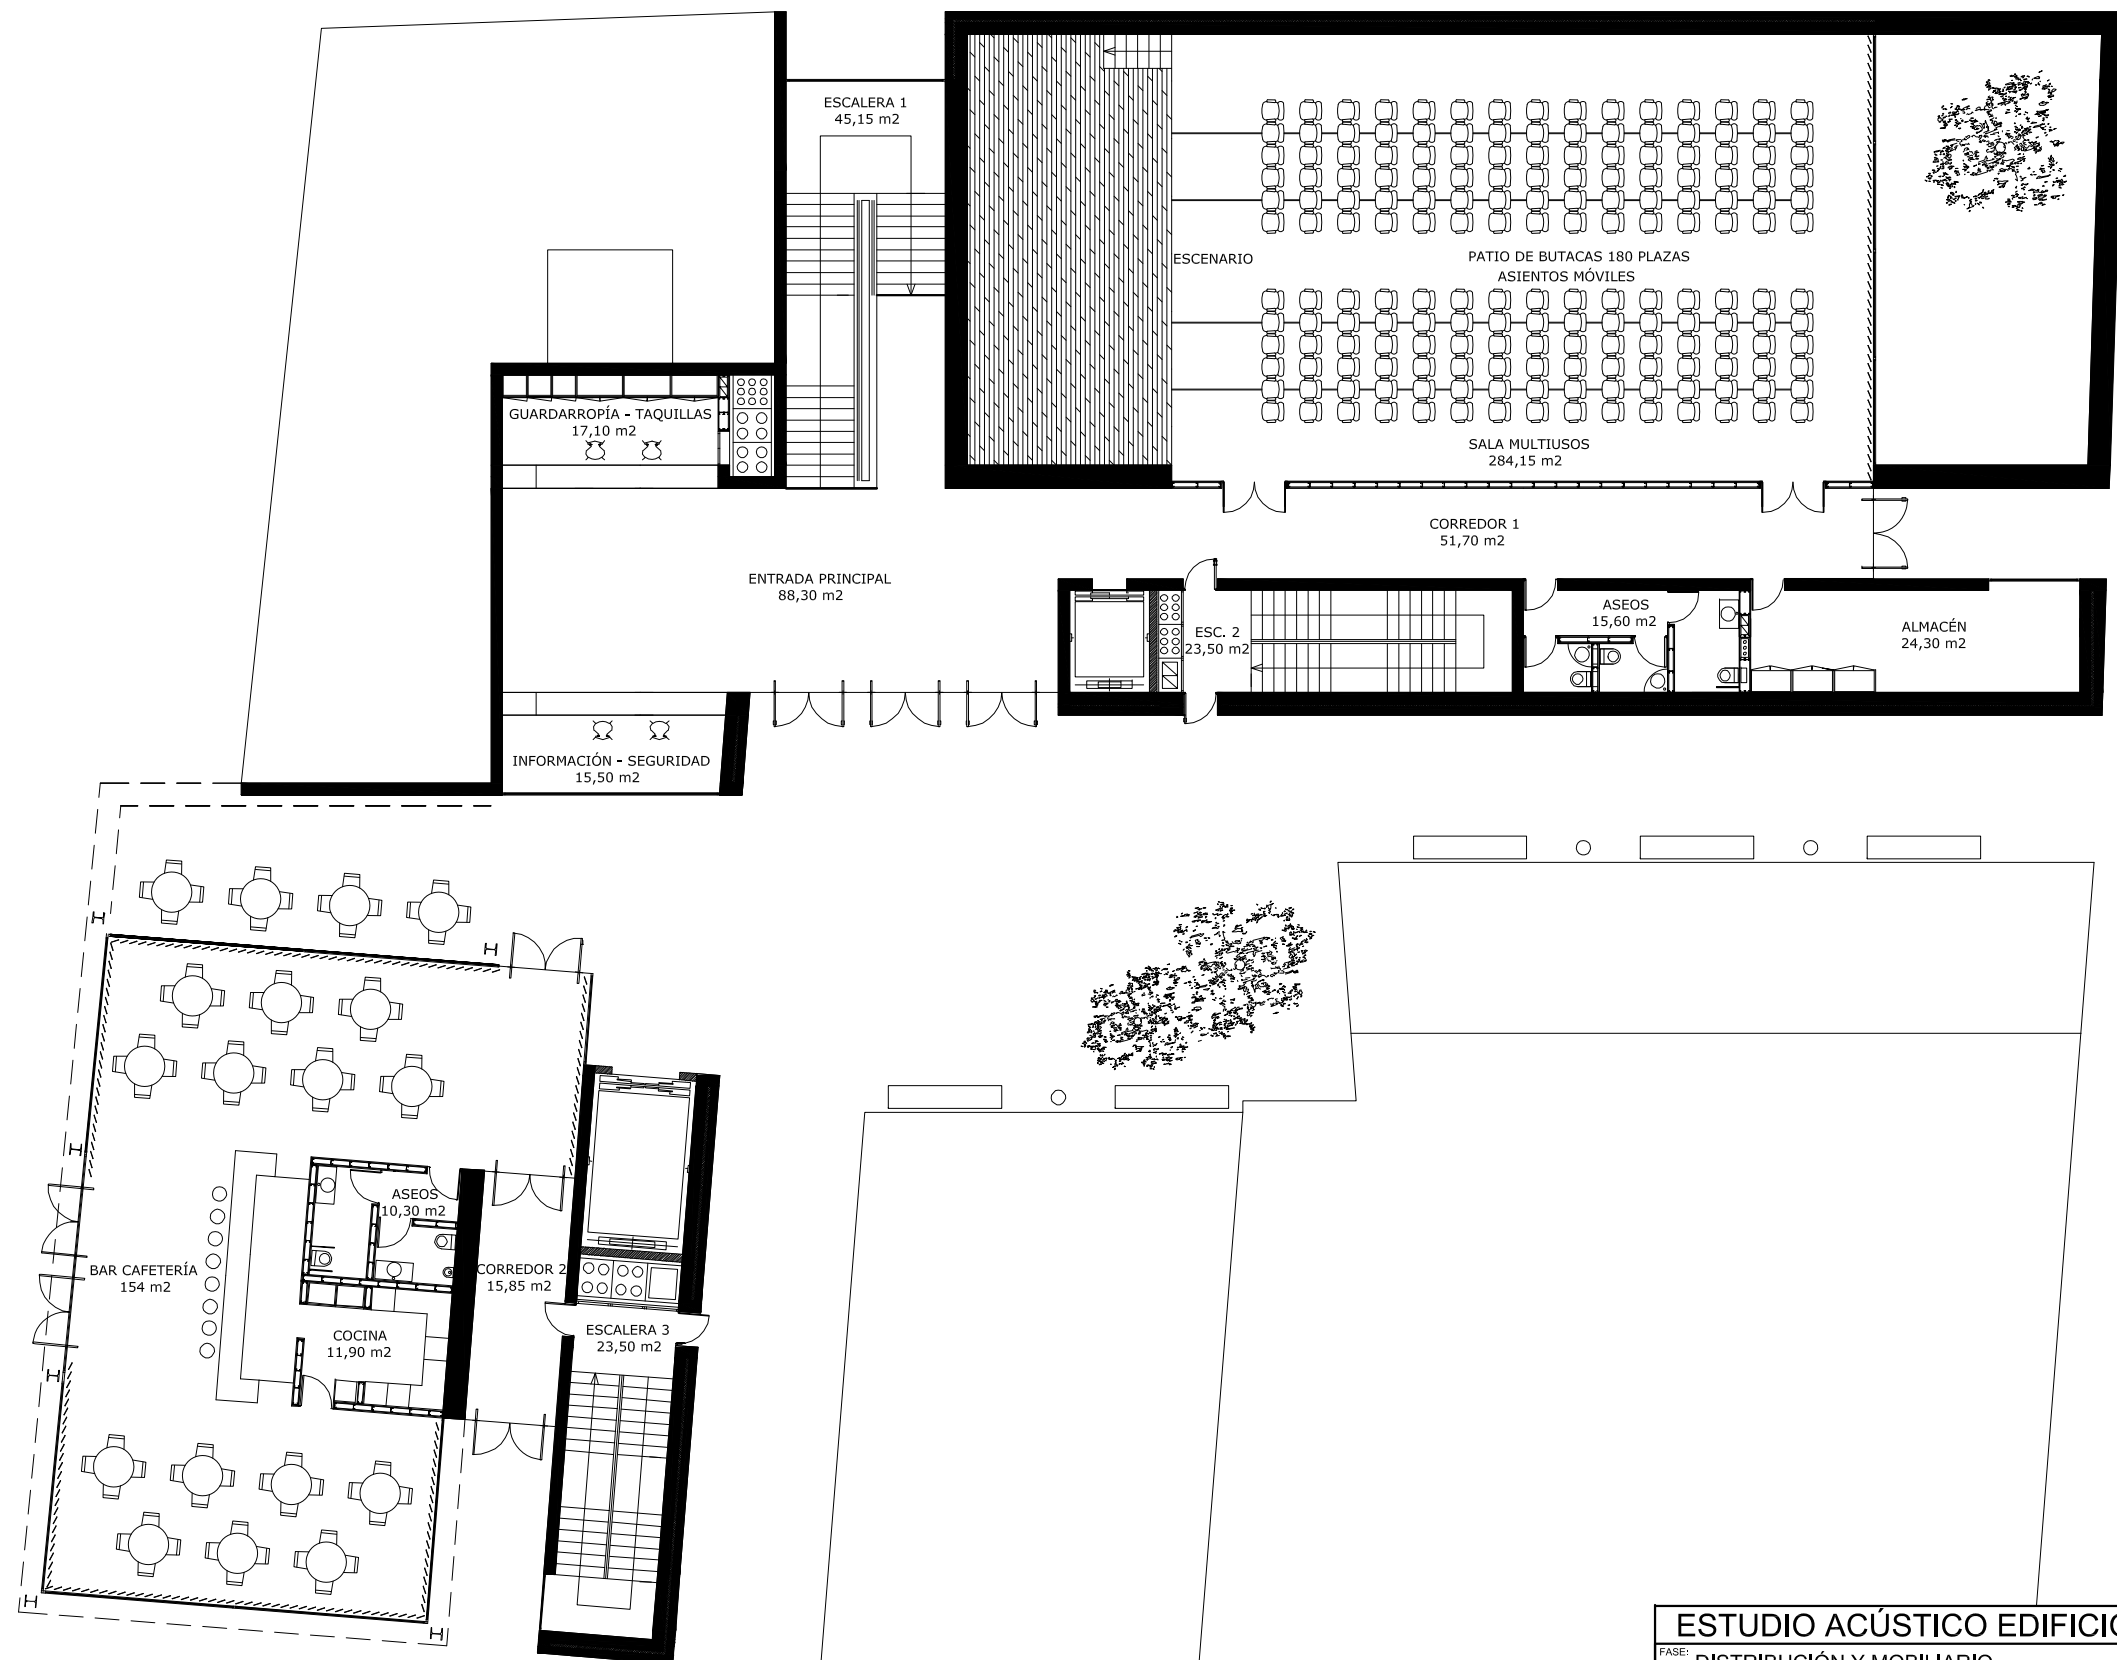 ESCALERA 1
45,15 m2
ESCENARIO
PATIO DE BUTACAS 180 PLAZAS
ASIENTOS MÓVILES
GUARDARROPÍA - TAQUILLAS
17,10 m2
SALA MULTIUSOS
284,15 m2
CORREDOR 1
51,70 m2
ENTRADA PRINCIPAL
88,30 m2
ESC. 2
23,50 m2
ASEOS
15,60 m2
ALMACÉN
24,30 m2
INFORMACIÓN - SEGURIDAD
15,50 m2
ASEOS
10,30 m2
BAR CAFETERÍA
154 m2
CORREDOR 2
15,85 m2
COCINA
11,90 m2
ESCALERA 3
23,50 m2
ESTUDIO ACÚSTICO EDIFICIO
FASE: DISTRIBUCIÓN Y MOBILIARIO